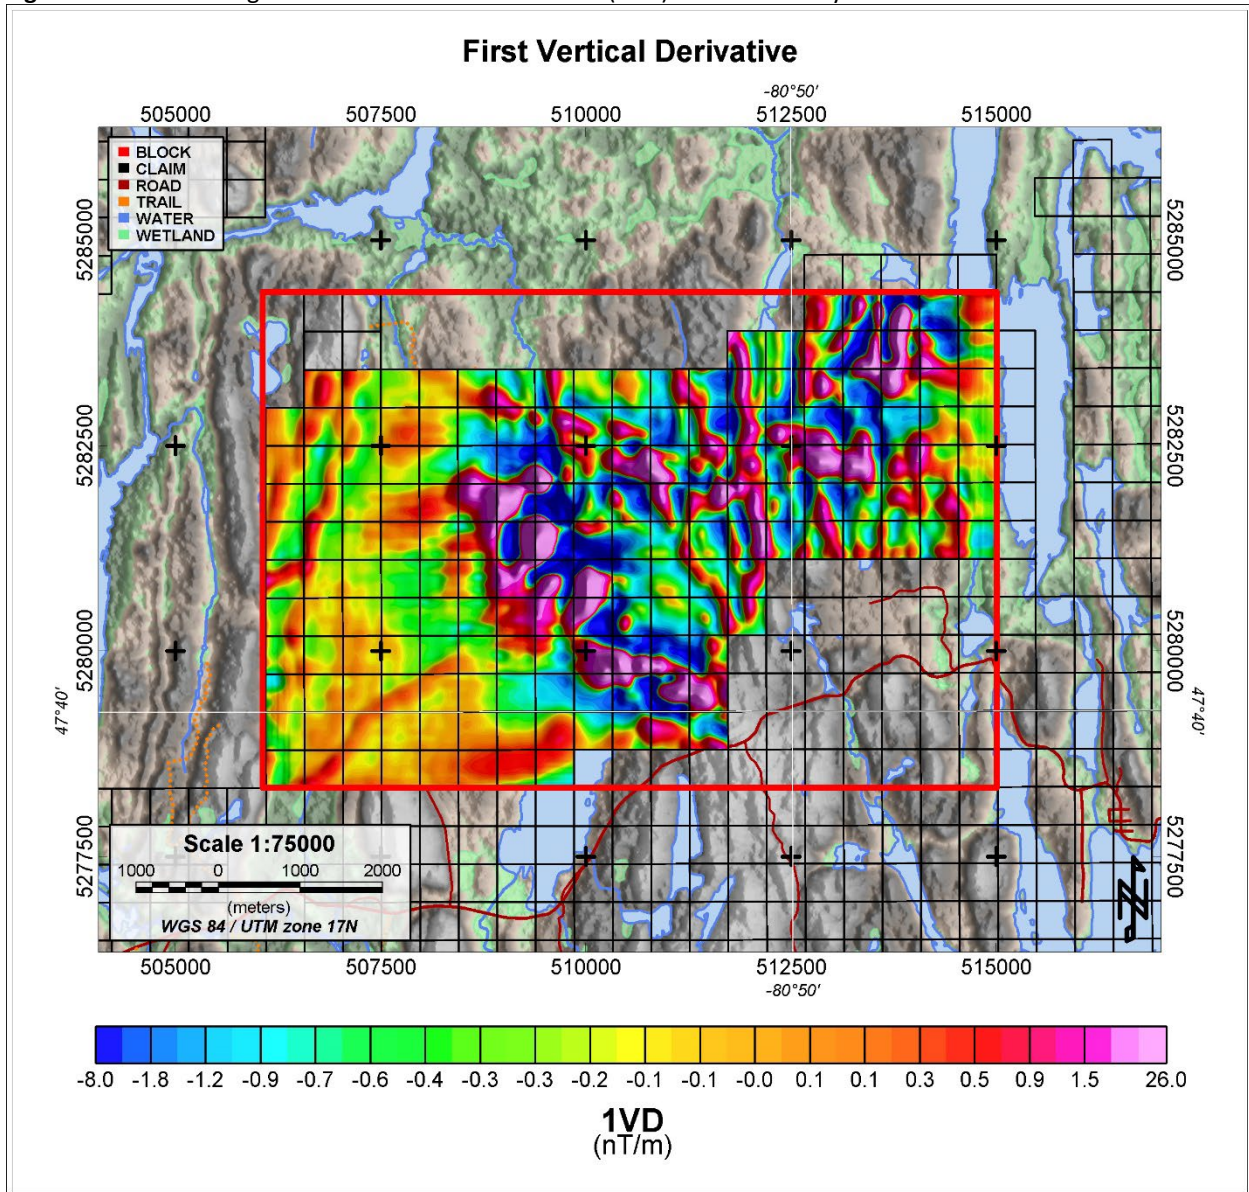 First Vertical Derivative
-80°50'
505000 507500 510000 512500 515000
BLOCK
CLAIM
ROAD
TRAIL
WATER
WETLAND
5285000
5285000
5282500
5282500
5280000
5280000
47°40'
47°40'
5277500
5277500
Scale 1:75000
1000 0 1000 2000
(meters)
WGS 84 / UTM zone 17N
505000 507500 510000 512500 515000
-80°50'
-8.0 -1.8 -1.2 -0.9 -0.7 -0.6 -0.4 -0.3 -0.3 -0.2 -0.1 -0.1 -0.0 0.1 0.1 0.3 0.5 0.9 1.5 26.0
1VD
(nT/m)